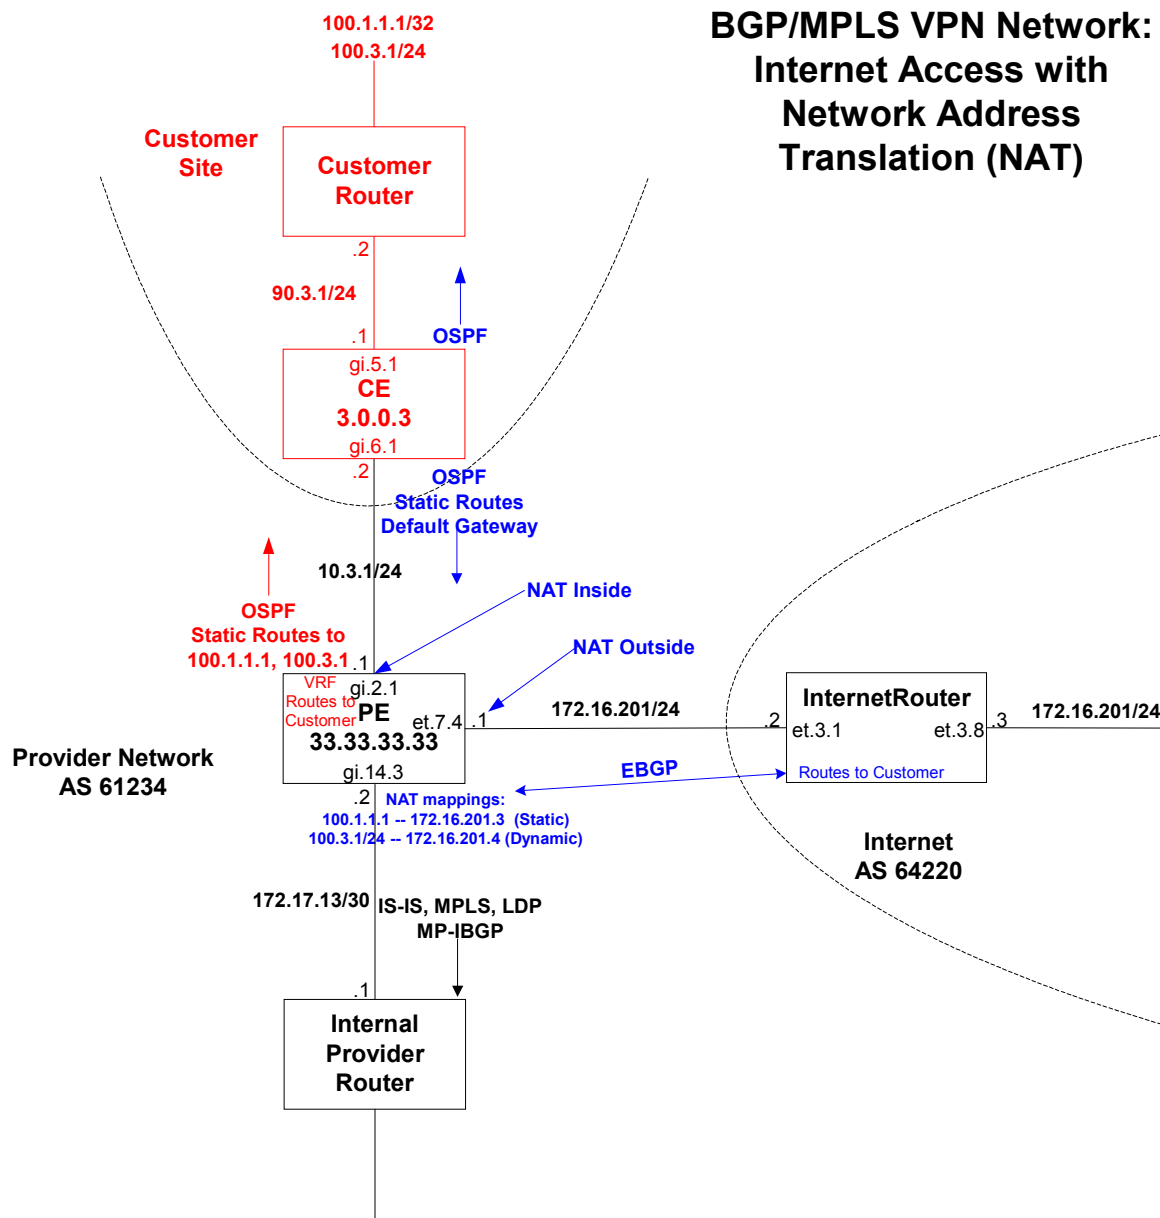 BGP/MPLS VPN Network:
Internet Access with
Network Address
Translation (NAT)
100.1.1.1/32
100.3.1/24
Customer
Site
Customer
Router
.2
90.3.1/24
OSPF
.1
gi.5.1
CE
3.0.0.3
gi.6.1
.2
OSPF
Static Routes
Default Gateway
10.3.1/24
NAT Inside
OSPF
Static Routes to
100.1.1.1, 100.3.1
.1
NAT Outside
VRF
Routes to
Customer
gi.2.1
PE
et.7.4
.1
33.33.33.33
gi.14.3
172.16.201/24
.2
InternetRouter
et.3.1
et.3.8
.3
172.16.201/24
Routes to Customer
Provider Network
AS 61234
EBGP
.2
NAT mappings:
100.1.1.1 -- 172.16.201.3 (Static)
100.3.1/24 -- 172.16.201.4 (Dynamic)
Internet
AS 64220
172.17.13/30
IS-IS, MPLS, LDP
MP-IBGP
.1
Internal
Provider
Router